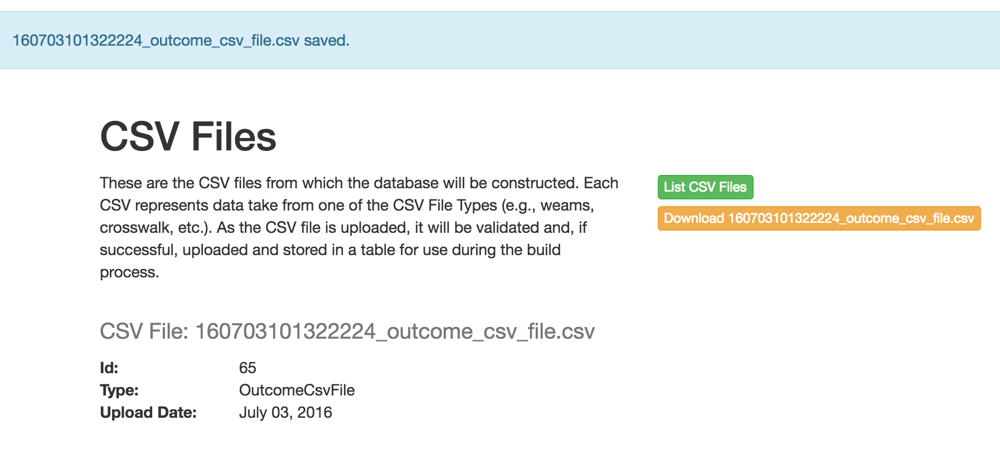 160703101322224_outcome_csv_file.csv saved.
CSV Files
These are the CSV files from which the database will be constructed. Each
CSV represents data take from one of the CSV File Types (e.g., weams,
crosswalk, etc.). As the CSV file is uploaded, it will be validated and, if
successful, uploaded and stored in a table for use during the build
process.
List CSV Files
Download 160703101322224_outcome_csv_file.csv
CSV File: 160703101322224_outcome_csv_file.csv
Id: 65
Type: OutcomeCsvFile
Upload Date: July 03, 2016